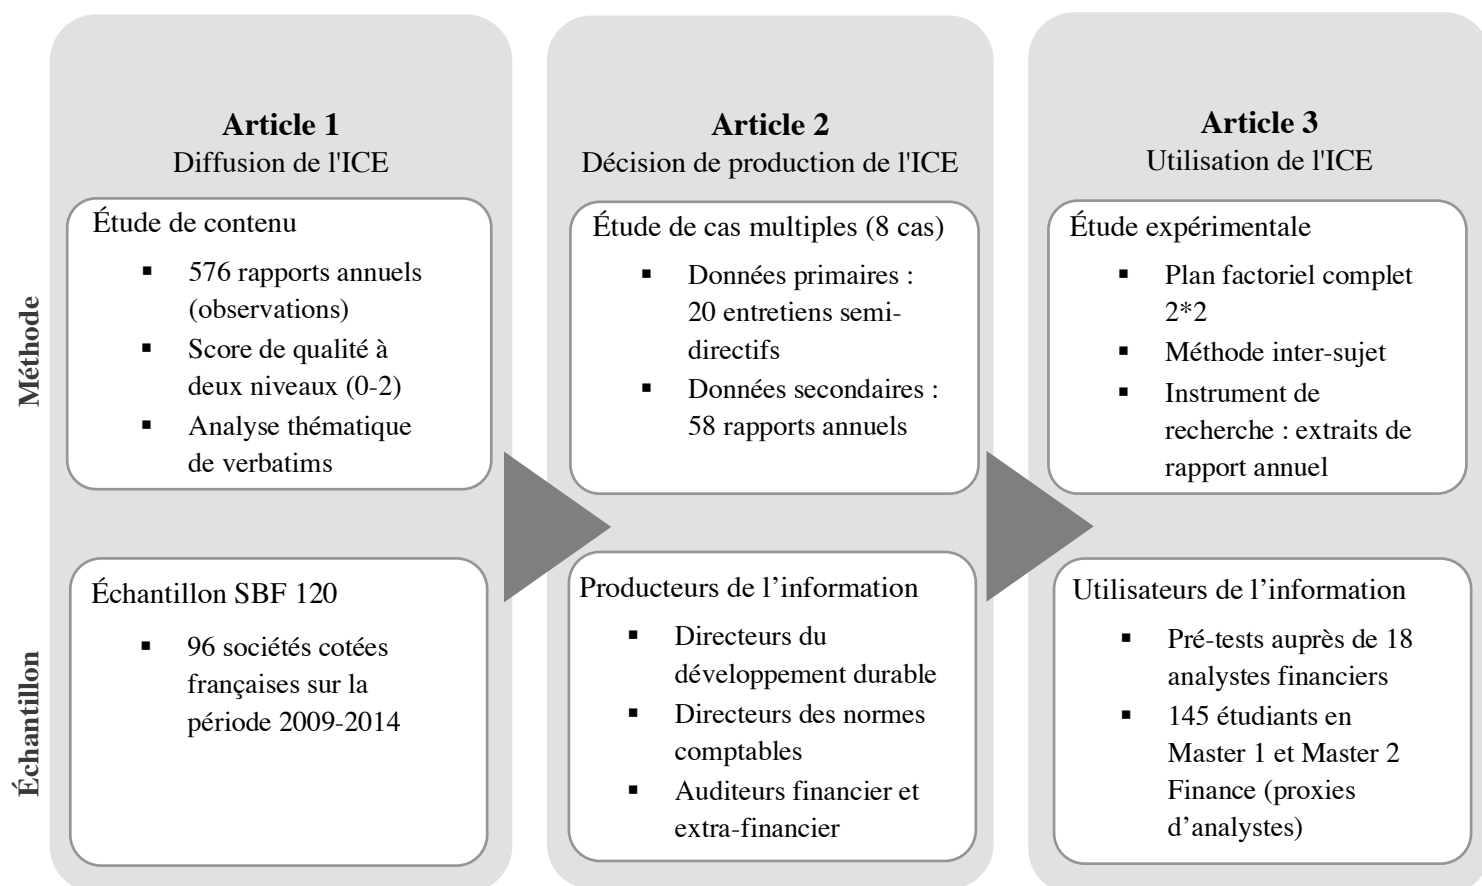 Méthode
Échantillon
Article 1
Diffusion de l'ICE
Étude de contenu
▪ 576 rapports annuels
(observations)
▪ Score de qualité à
deux niveaux (0-2)
▪ Analyse thématique
de verbatims
Échantillon SBF 120
▪ 96 sociétés cotées
françaises sur la
période 2009-2014
Article 2
Décision de production de l'ICE
Étude de cas multiples (8 cas)
▪ Données primaires :
20 entretiens semi-
directifs
▪ Données secondaires :
58 rapports annuels
Producteurs de l’information
▪ Directeurs du
développement durable
▪ Directeurs des normes
comptables
▪ Auditeurs financier et
extra-financier
Article 3
Utilisation de l'ICE
Étude expérimentale
▪ Plan factoriel complet
2*2
▪ Méthode inter-sujet
▪ Instrument de
recherche : extraits de
rapport annuel
Utilisateurs de l’information
▪ Pré-tests auprès de 18
analystes financiers
▪ 145 étudiants en
Master 1 et Master 2
Finance (proxies
d’analystes)